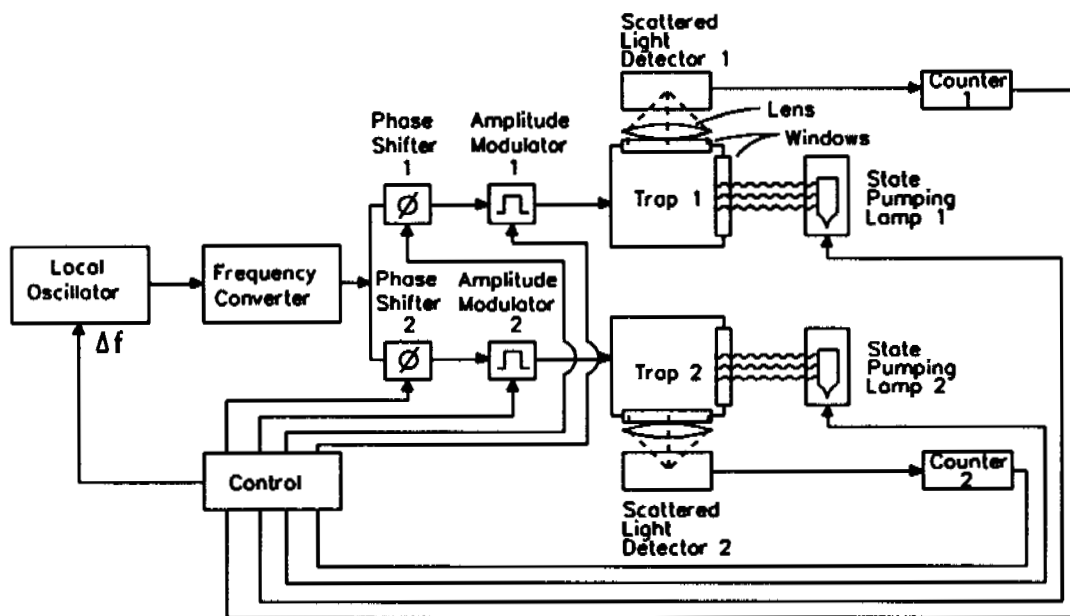 Scattered
Light
Detector 1
Counter
1
Lens
Windows
Phase
Shifter
1
Amplitude
Modulator
1
Ø
Trap 1
State
Pumping
Lamp 1
Local
Oscillator
Frequency
Converter
Phase
Shifter
2
Amplitude
Modulator
2
Ø
Trap 2
State
Pumping
Lamp 2
Δf
Control
Counter
2
Scattered
Light
Detector 2